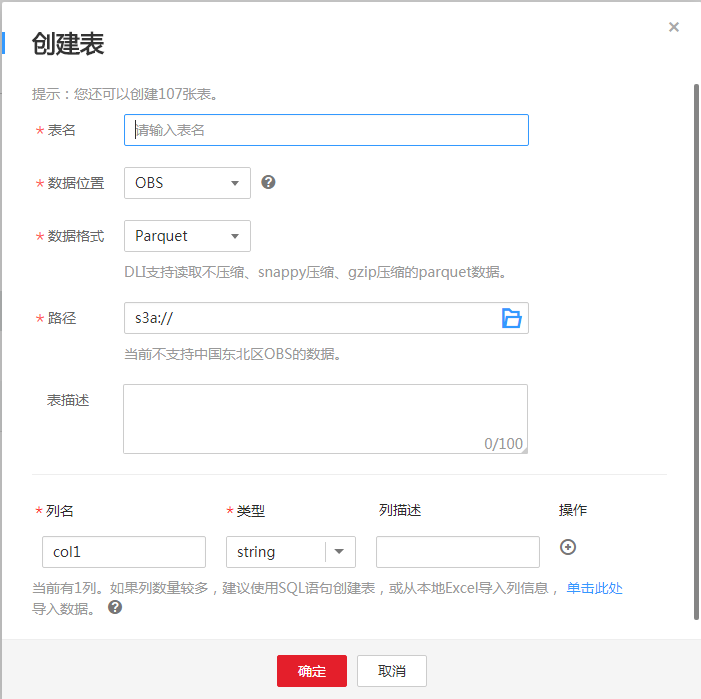 创建表
提示：您还可以创建107张表。
* 表名 请输入表名
* 数据位置 OBS
* 数据格式 Parquet
DLI支持读取不压缩、snappy压缩、gzip压缩的parquet数据。
* 路径 s3a://
当前不支持中国东北区OBS的数据。
表描述
0/100
* 列名 * 类型 列描述 操作
col1 string
当前有1列。如果列数量较多，建议使用SQL语句创建表，或从本地Excel导入列信息，单击此处
导入数据。
确定 取消